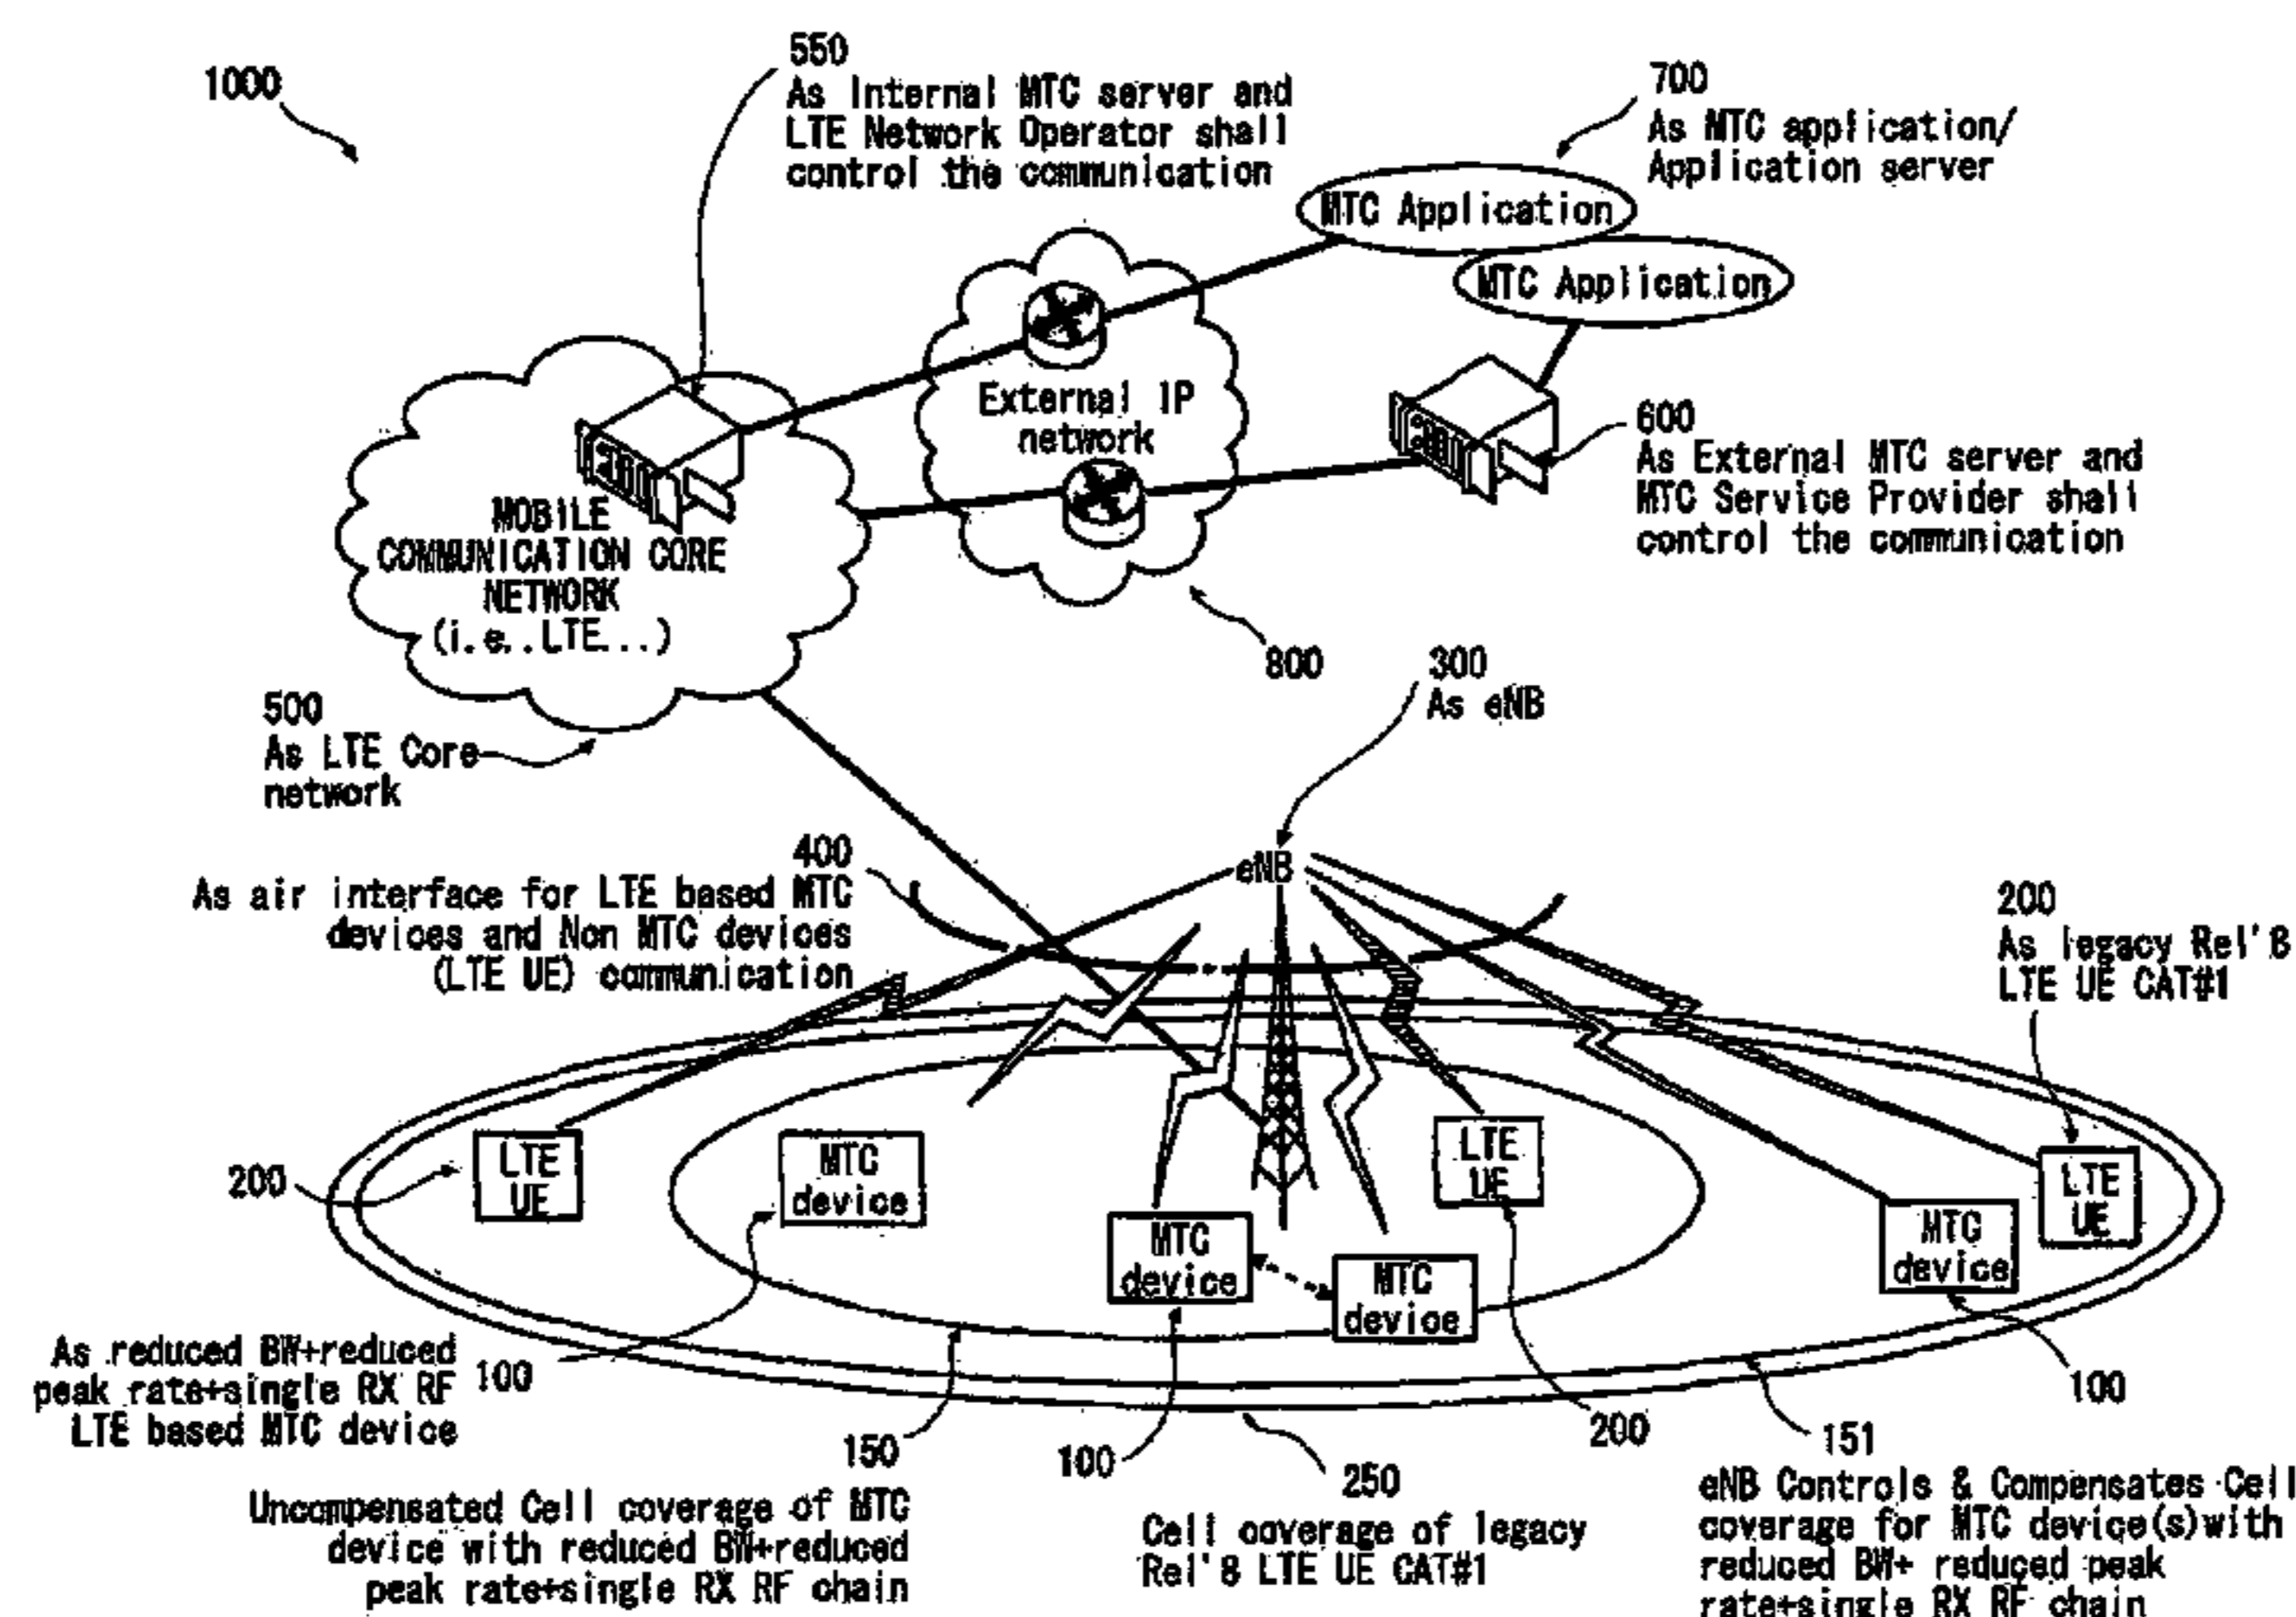 1000
550
As Internal MTC server and
LTE Network Operator shall
control the communication
700
As MTC application/
Application server
MTC Application
MTC Application
External IP
network
600
As External MTC server and
MTC Service Provider shall
control the communication
MOBILE
COMMUNICATION CORE
NETWORK
(i.e..LTE...)
800
500
As LTE Core
network
300
As eNB
400
As air interface for LTE based MTC
devices and Non MTC devices
(LTE UE) communication
eNB
200
As legacy Rel'8
LTE UE CAT#1
200
LTE
UE
MTC
device
MTC
device
MTC
device
LTE
UE
MTC
device
LTE
UE
As reduced BW+reduced
peak rate+single RX RF
LTE based MTC device
100
150
Uncompensated Cell coverage of MTC
device with reduced BW+reduced
peak rate+single RX RF chain
100
250
Cell coverage of legacy
Rel'8 LTE UE CAT#1
200
100
151
eNB Controls & Compensates Cell
coverage for MTC device(s)with
reduced BW+ reduced peak
rate+single RX RF chain